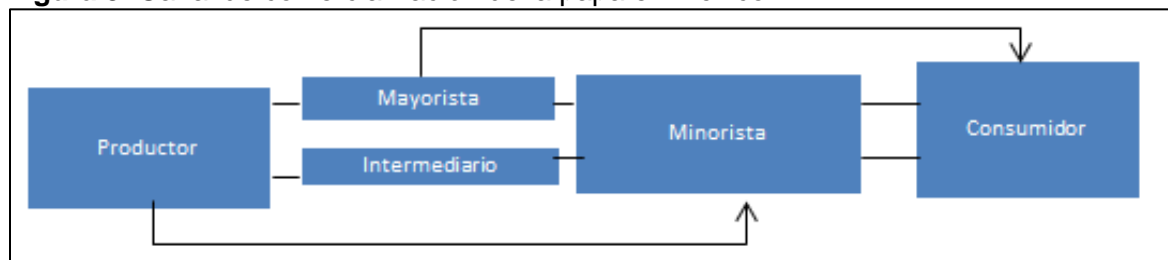 Productor
Mayorista
Intermediario
Minorista
Consumidor